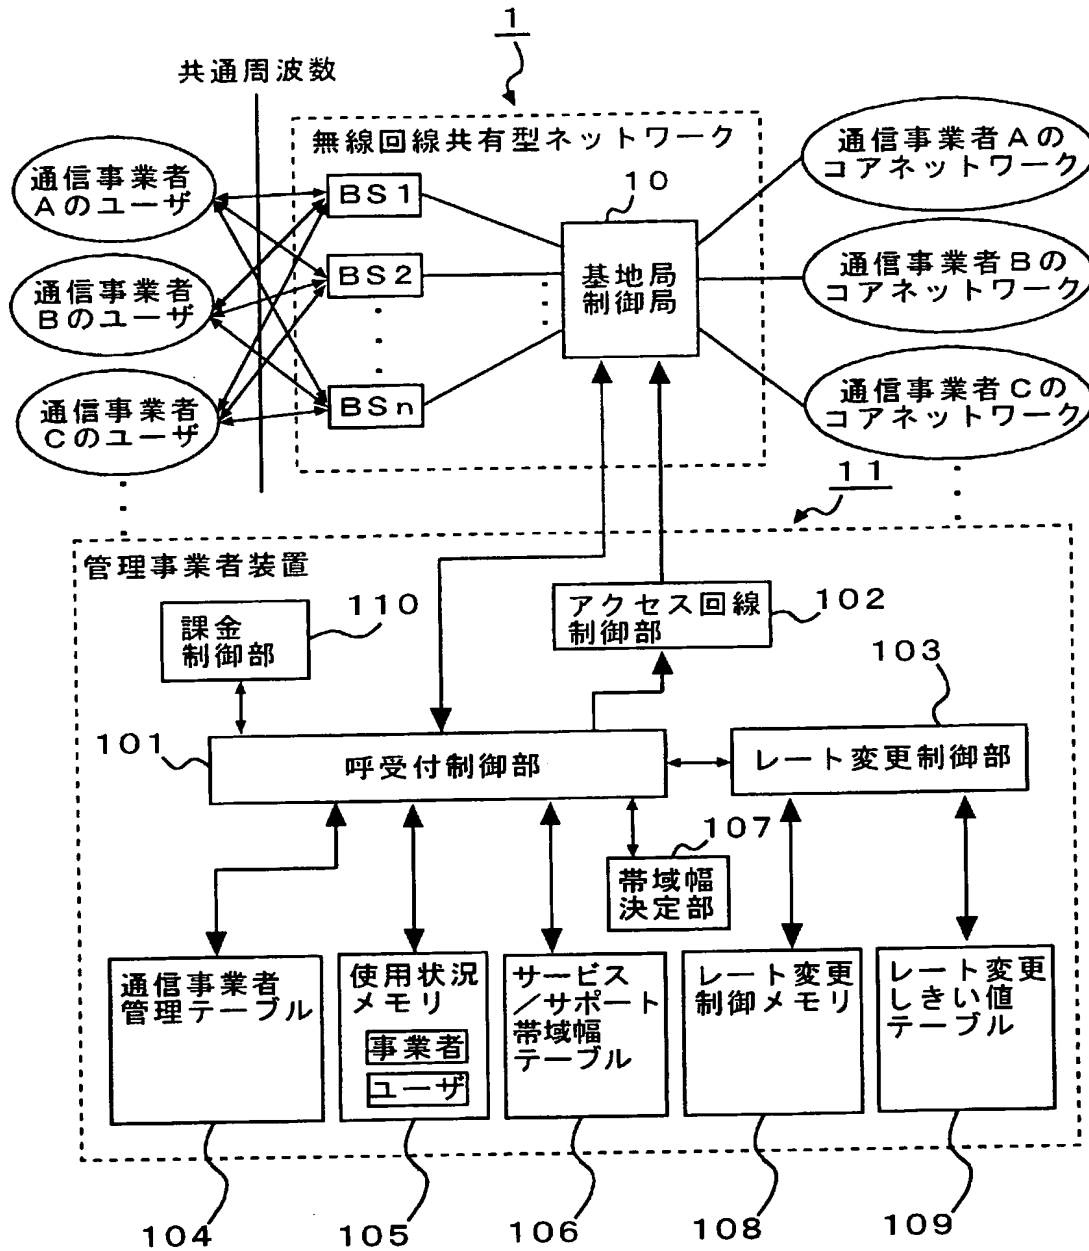 1
共通周波数
無線回線共有型ネットワーク
通信事業者
Aのユーザ
BS1
10
通信事業者Aの
コアネットワーク
通信事業者
Bのユーザ
BS2
基地局
制御局
通信事業者Bの
コアネットワーク
通信事業者
Cのユーザ
BSn
通信事業者Cの
コアネットワーク
11
管理事業者装置
課金
制御部
110
アクセス回線
制御部
102
103
101
呼受付制御部
レート変更制御部
107
帯域幅
決定部
通信事業者
管理テーブル
使用状況
メモリ
事業者
ユーザ
サービス
/サポート
帯域幅
テーブル
レート変更
制御メモリ
レート変更
しきい値
テーブル
104
105
106
108
109